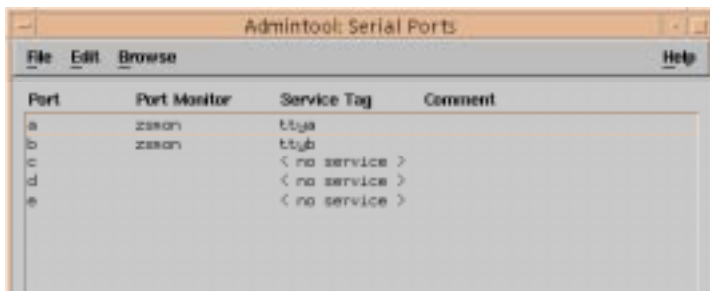 Admintool: Serial Ports
File Edit Browse Help
Port Port Monitor Service Tag Comment
a zsmon ttya
b zsmon ttyb
c < no service >
d < no service >
e < no service >